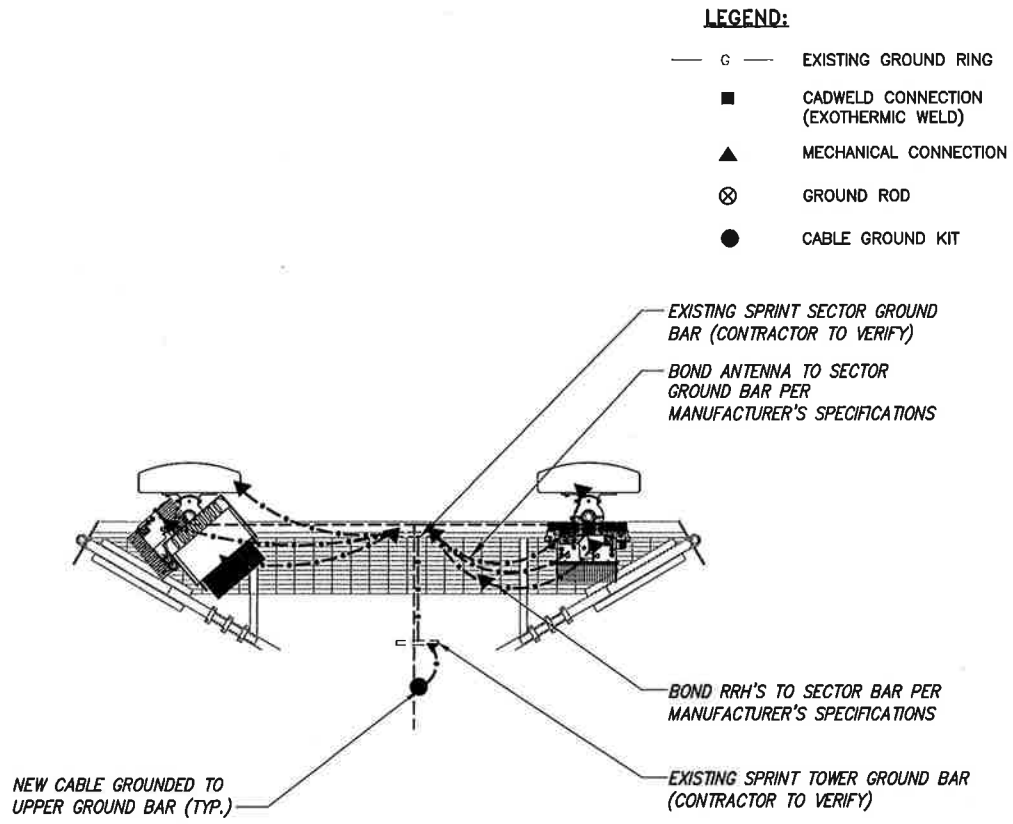 LEGEND:
G EXISTING GROUND RING
CADWELD CONNECTION
(EXOTHERMIC WELD)
MECHANICAL CONNECTION
GROUND ROD
CABLE GROUND KIT
EXISTING SPRINT SECTOR GROUND
BAR (CONTRACTOR TO VERIFY)
BOND ANTENNA TO SECTOR
GROUND BAR PER
MANUFACTURER'S SPECIFICATIONS
BOND RRH'S TO SECTOR BAR PER
MANUFACTURER'S SPECIFICATIONS
EXISTING SPRINT TOWER GROUND BAR
(CONTRACTOR TO VERIFY)
NEW CABLE GROUNDED TO
UPPER GROUND BAR (TYP.)